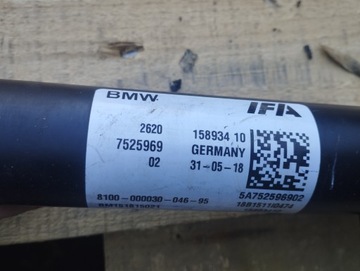 BMW IFA
2620 158934 10
7525969 GERMANY
02 31-05-18
5A752596902
8100-000030-046-95